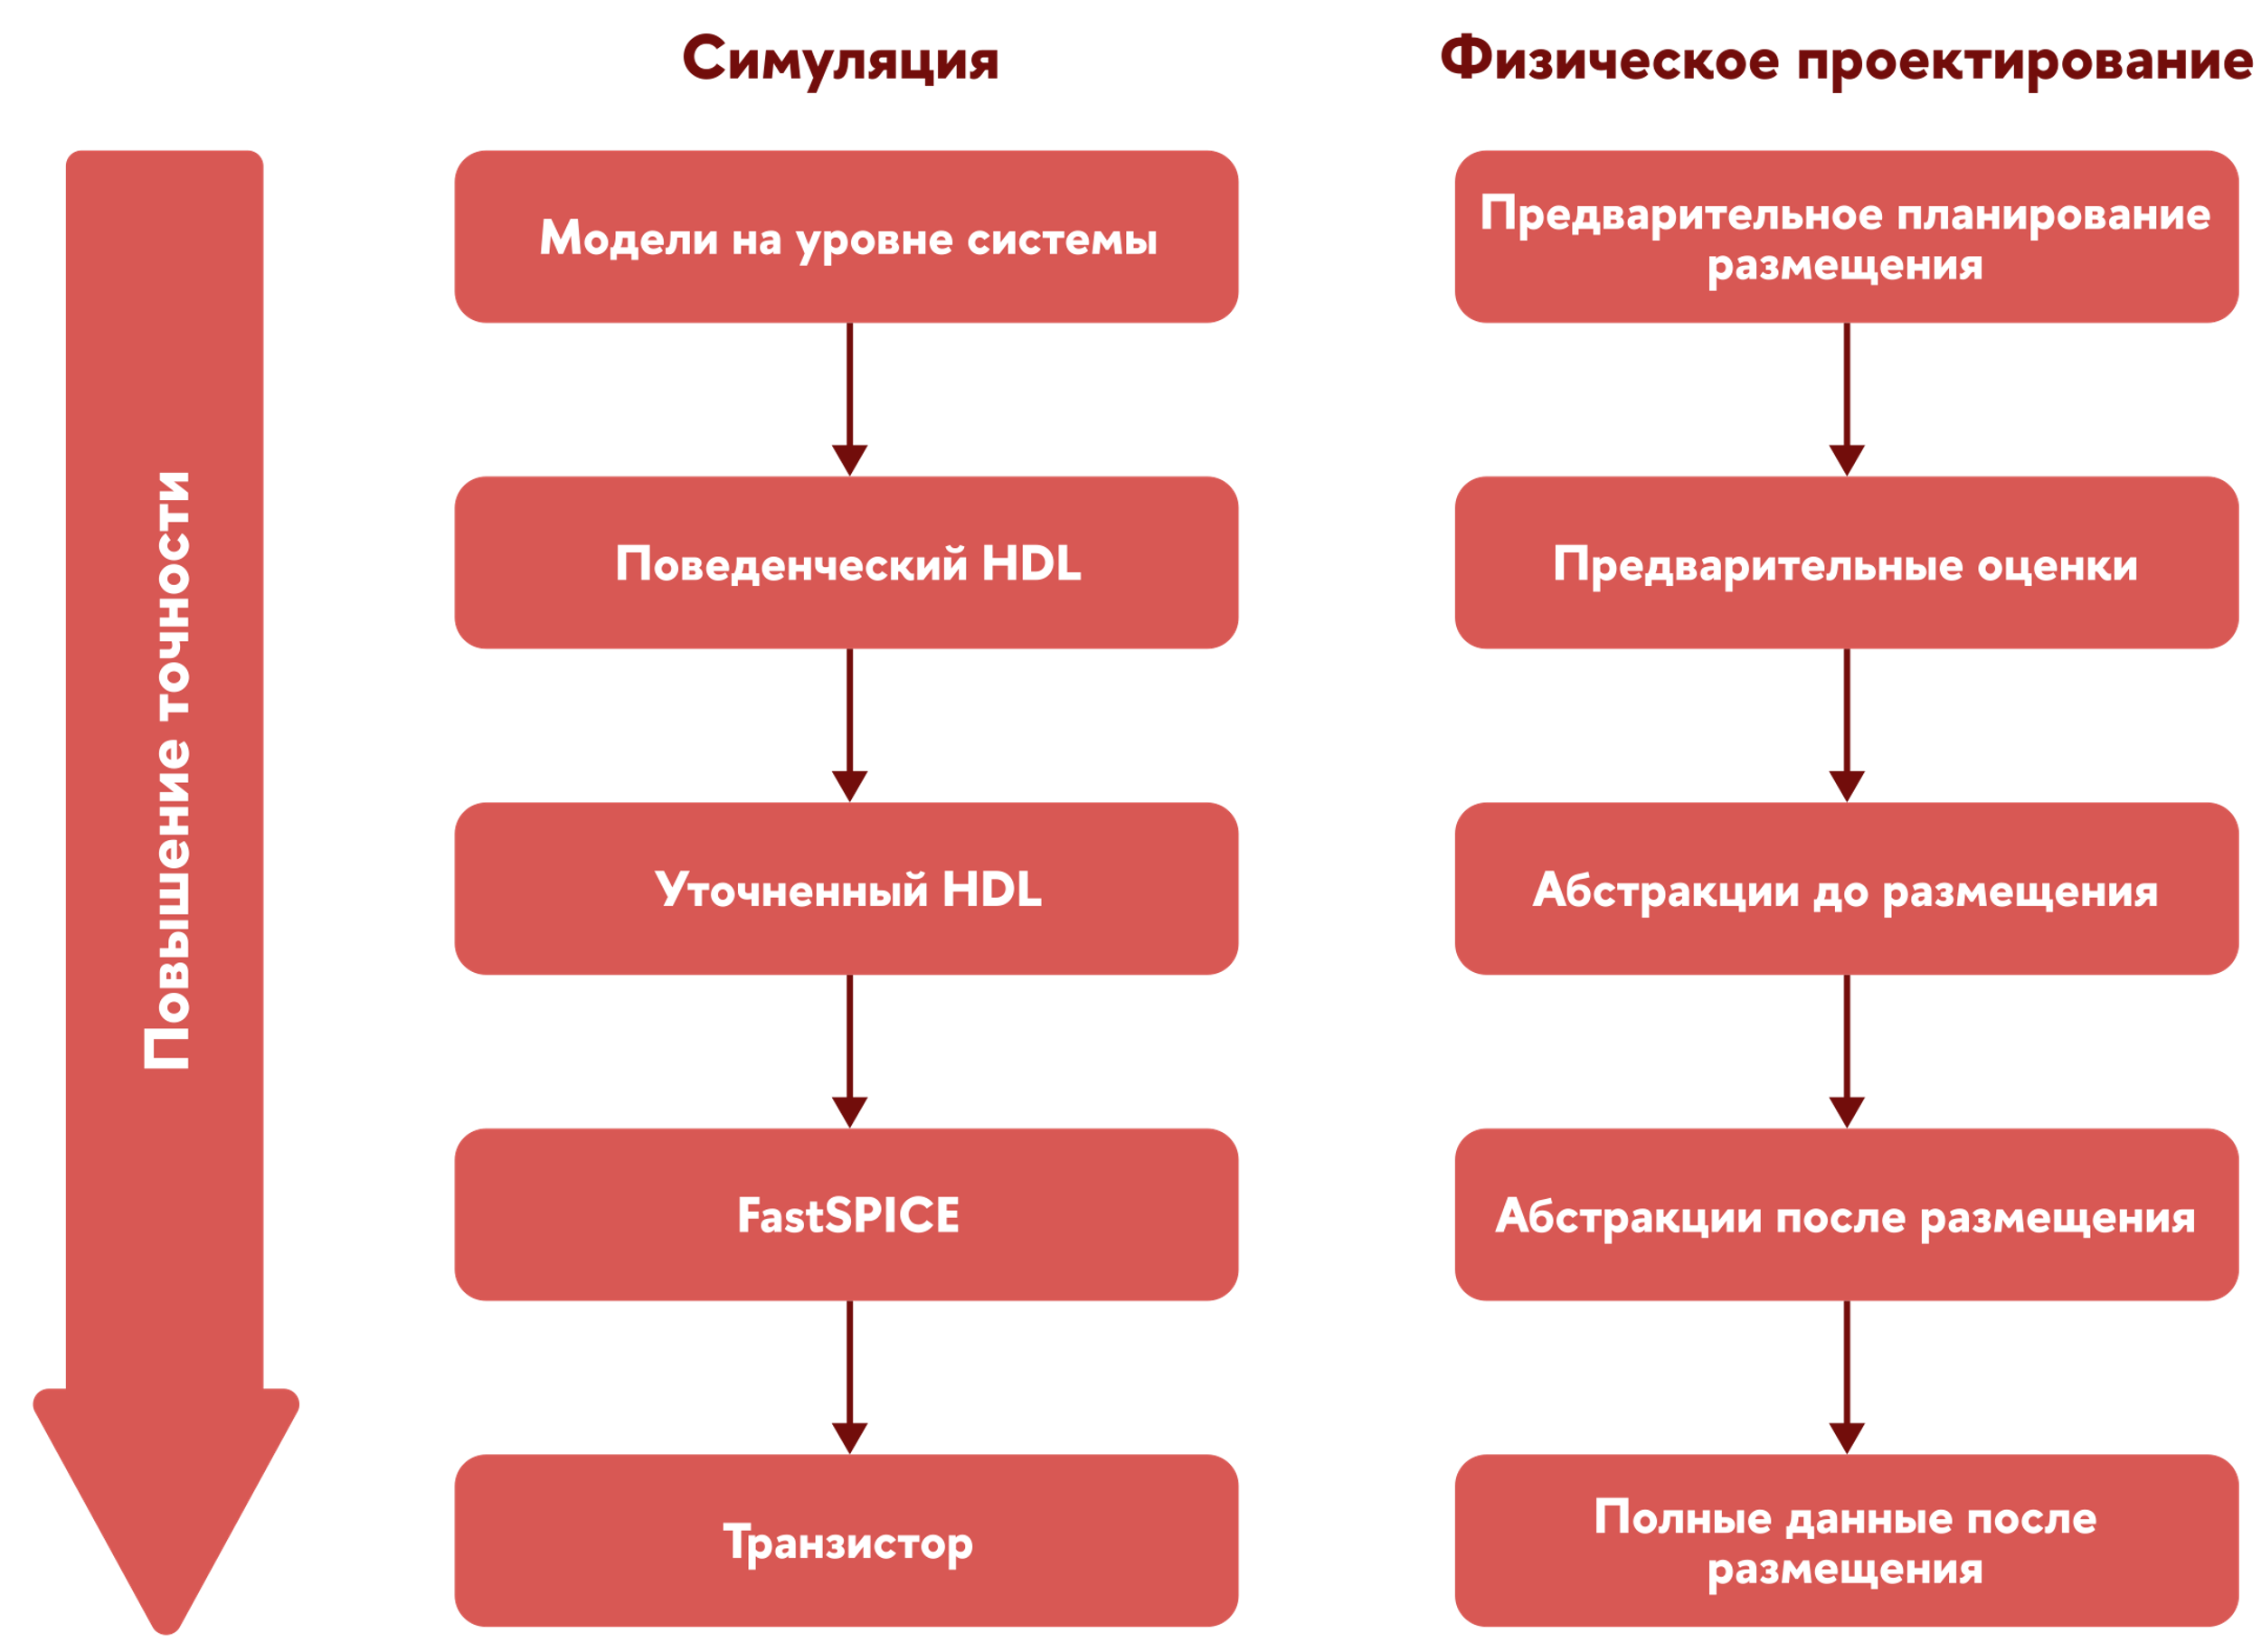 Симуляция
Физическое проектирование
Повышение точности
Модели на уровне системы
Поведенческий HDL
Уточненный HDL
FastSPICE
Транзистор
Предварительное планирование
размещения
Предварительные оценки
Абстракции до размещения
Абстракции после размещения
Полные данные после
размещения